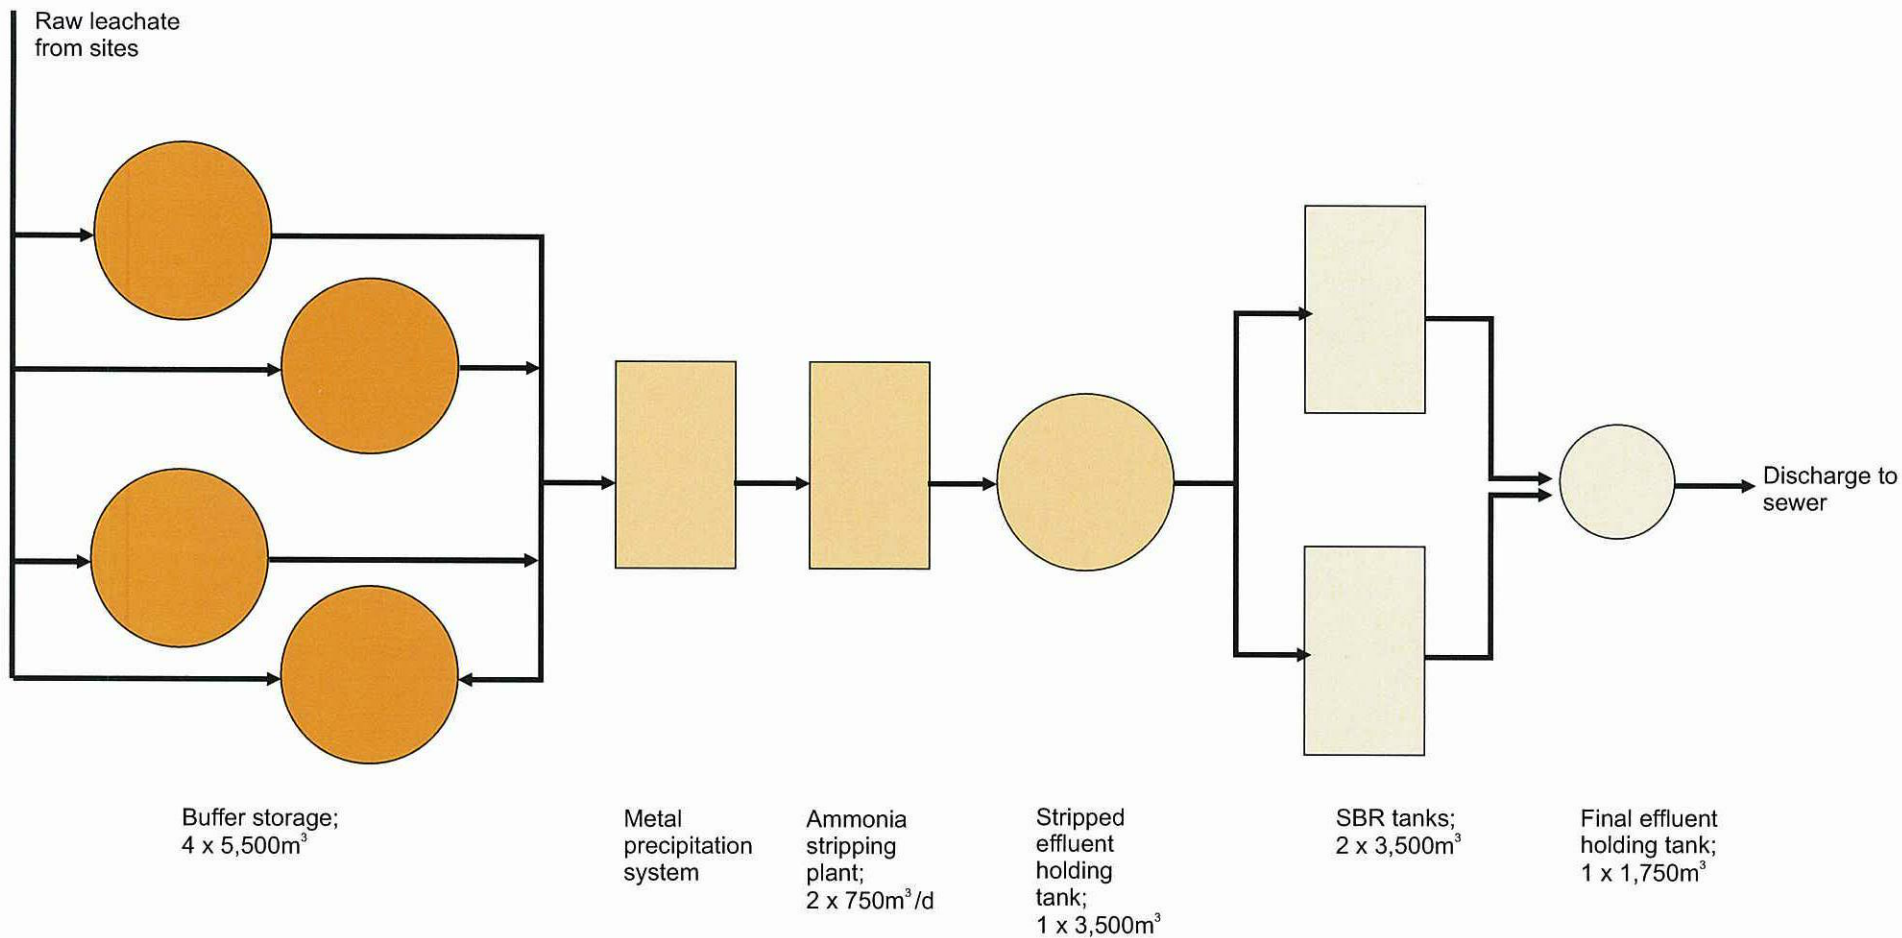 Raw leachate
from sites
Discharge to
sewer
Buffer storage;
4 x 5,500m³
Metal
precipitation
system
Ammonia
stripping
plant;
2 x 750m³/d
Stripped
effluent
holding
tank;
1 x 3,500m³
SBR tanks;
2 x 3,500m³
Final effluent
holding tank;
1 x 1,750m³